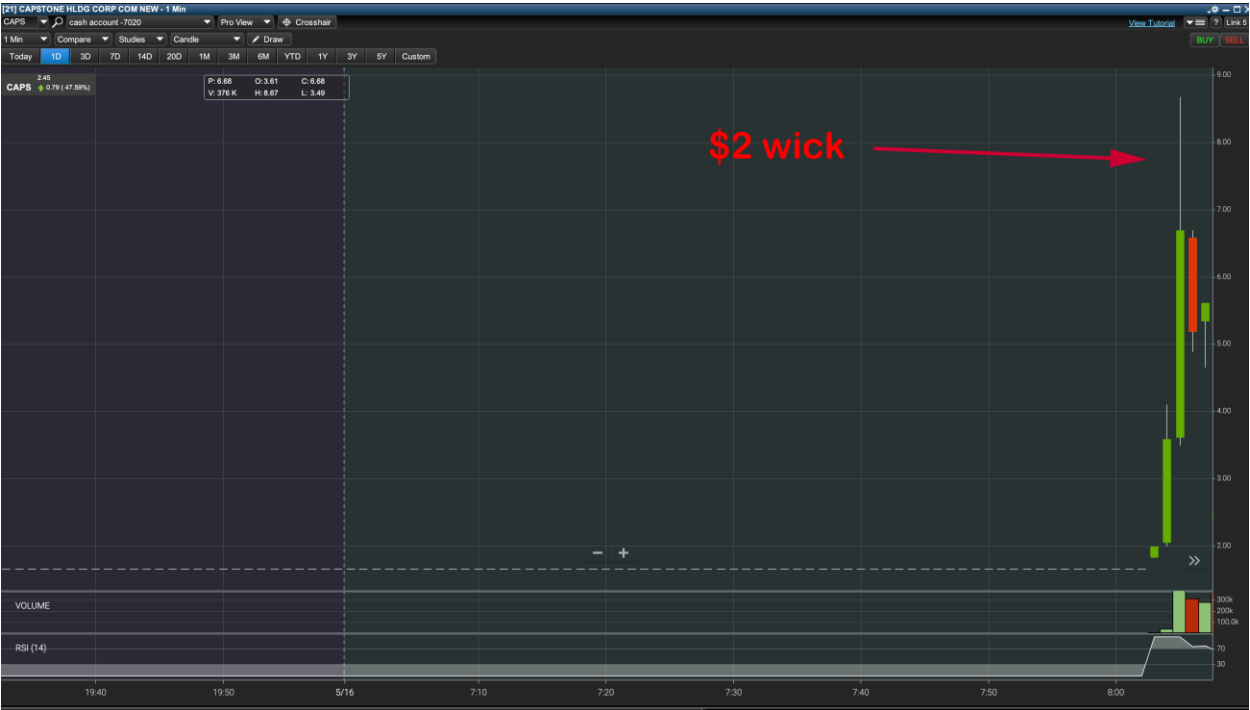 [21] CAPSTONE HLDG CORP COM NEW - 1 Min
CAPS cash account -7020 Pro View Crosshair View Tutorial ? Link 5
1 Min Compare Studies Candle Draw BUY SELL
Today 1D 3D 7D 14D 20D 1M 3M 6M YTD 1Y 3Y 5Y Custom
2.45
CAPS 0.79 ( 47.59%)
P: 6.68 O: 3.61 C: 6.68
V: 376 K H: 8.67 L: 3.49
9.00
$2 wick
8.00
7.00
6.00
5.00
4.00
3.00
2.00
VOLUME
300k
200k
100.0k
RSI (14)
70
30
19:40 19:50 5/16 7:10 7:20 7:30 7:40 7:50 8:00